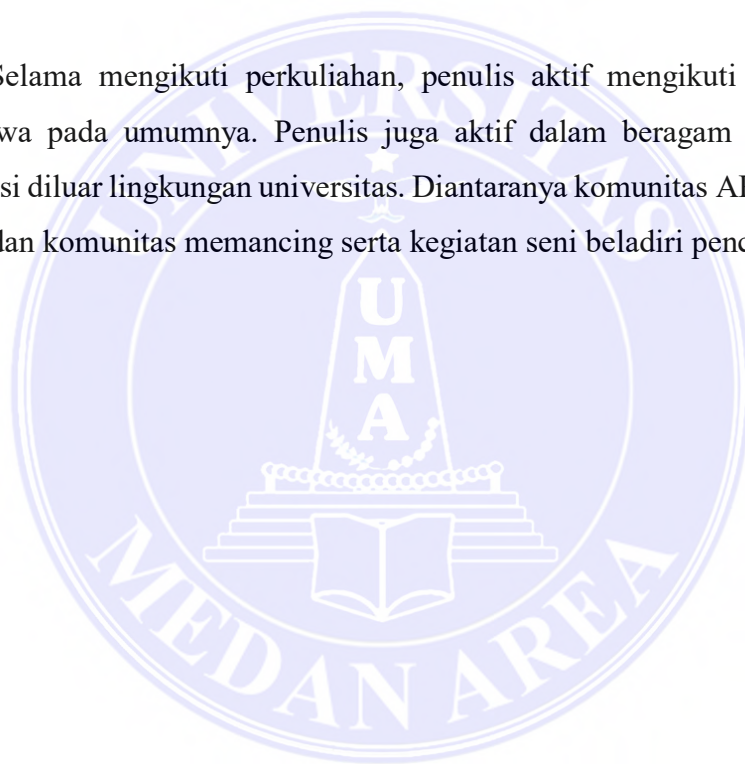 Selama mengikuti perkuliahan, penulis aktif mengikuti
wa pada umumnya. Penulis juga aktif dalam beragam
si diluar lingkungan universitas. Diantaranya komunitas
dan komunitas memancing serta kegiatan seni beladiri
UNIVERSITAS
U
M
A
MEDAN AREA